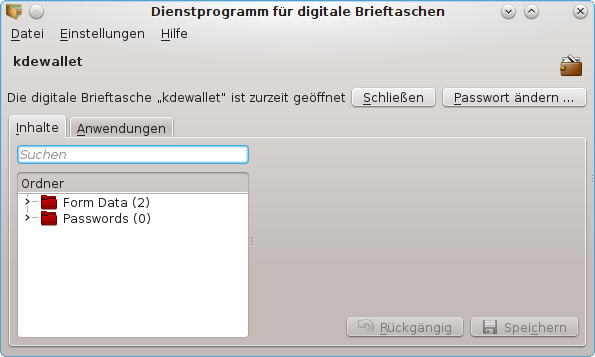 Dienstprogramm für digitale Brieftaschen
Datei Einstellungen Hilfe
kdewallet
Die digitale Brieftasche „kdewallet“ ist zurzeit geöffnet Schließen Passwort ändern ...
Inhalte Anwendungen
Suchen
Ordner
Form Data (2)
Passwords (0)
Rückgängig Speichern